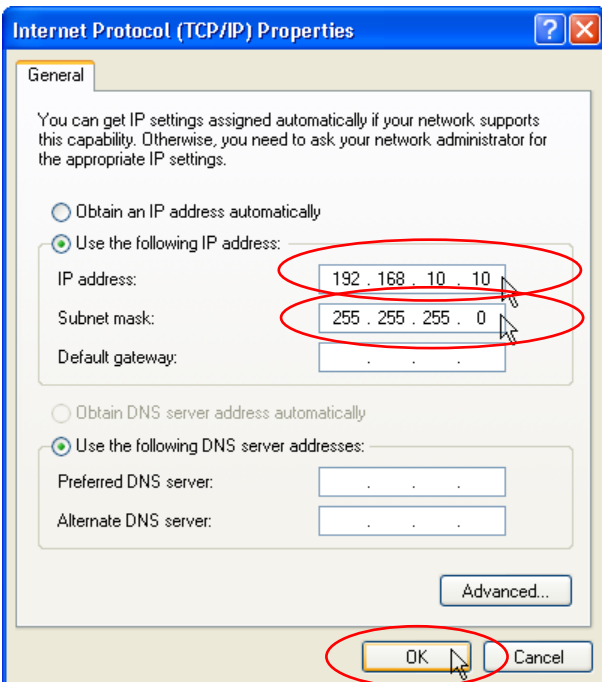 Internet Protocol (TCP/IP) Properties
General
You can get IP settings assigned automatically if your network supports
this capability. Otherwise, you need to ask your network administrator for
the appropriate IP settings.
Obtain an IP address automatically
Use the following IP address:
IP address: 192 . 168 . 10 . 10
Subnet mask: 255 . 255 . 255 . 0
Default gateway: . . .
Obtain DNS server address automatically
Use the following DNS server addresses:
Preferred DNS server: . . .
Alternate DNS server: . . .
Advanced...
OK Cancel